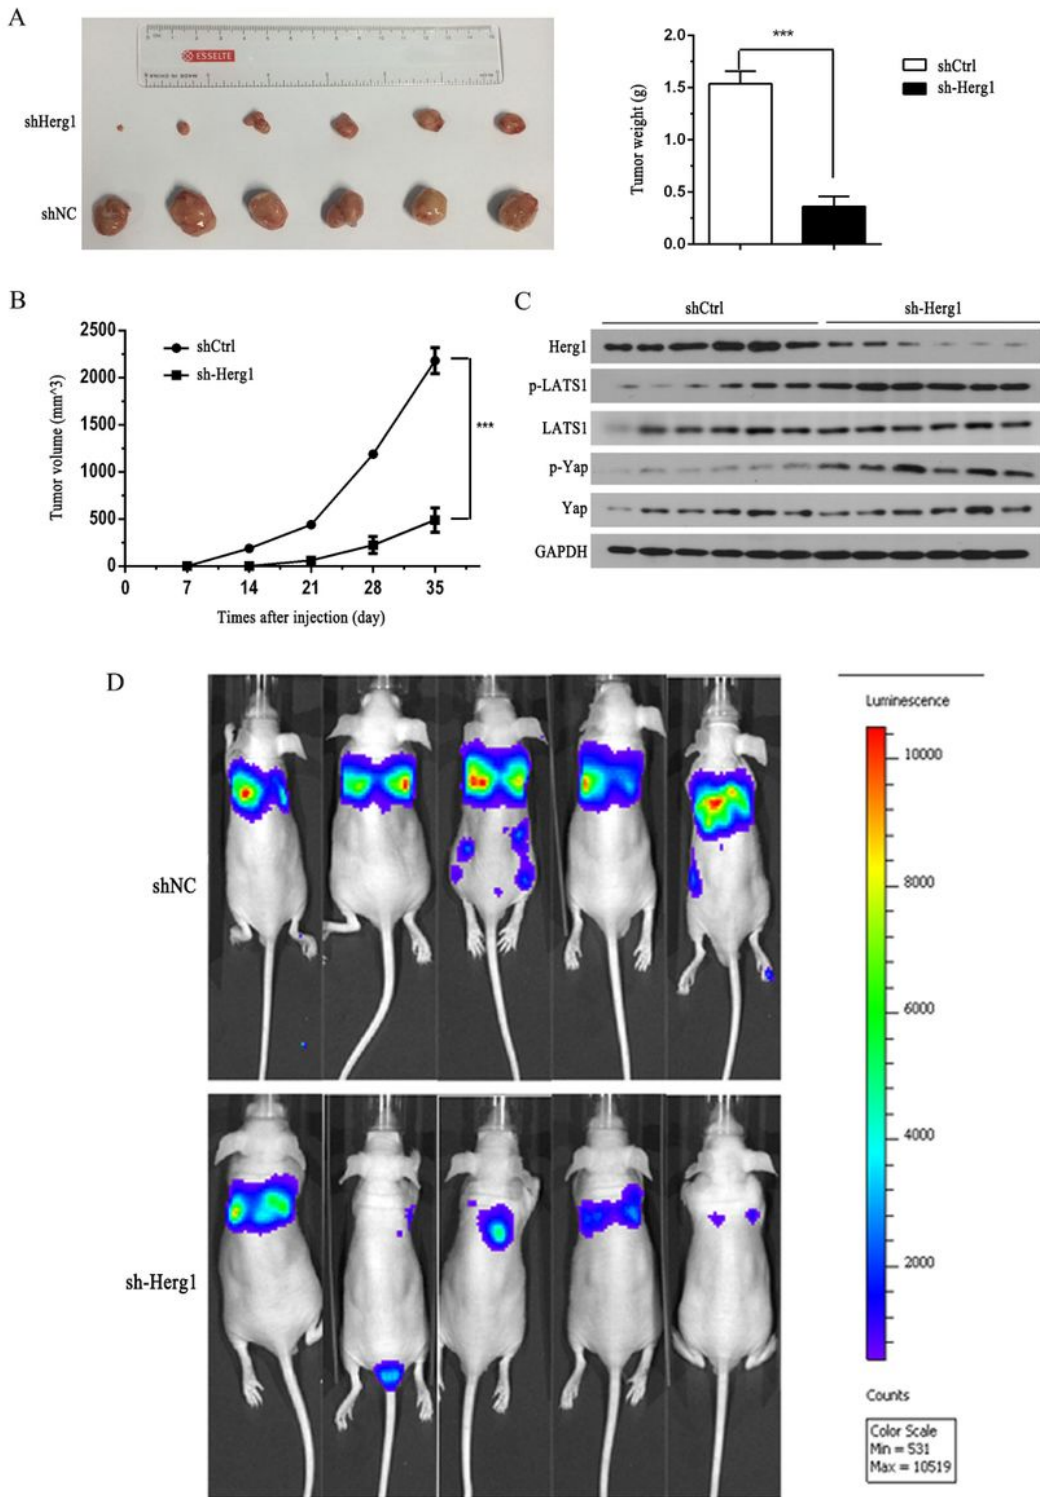 A
ESSELTE
shHerg1
shNC
2.0
1.5
1.0
0.5
0.0
Tumor weight (g)
***
shCtrl
sh-Herg1
B
2500
2000
1500
1000
500
0
Tumor volume (mm^3)
shCtrl
sh-Herg1
***
0 7 14 21 28 35
Times after injection (day)
C
shCtrl sh-Herg1
Herg1
p-LATS1
LATS1
p-Yap
Yap
GAPDH
D
shNC
sh-Herg1
Luminescence
10000
8000
6000
4000
2000
Counts
Color Scale
Min = 531
Max = 10519